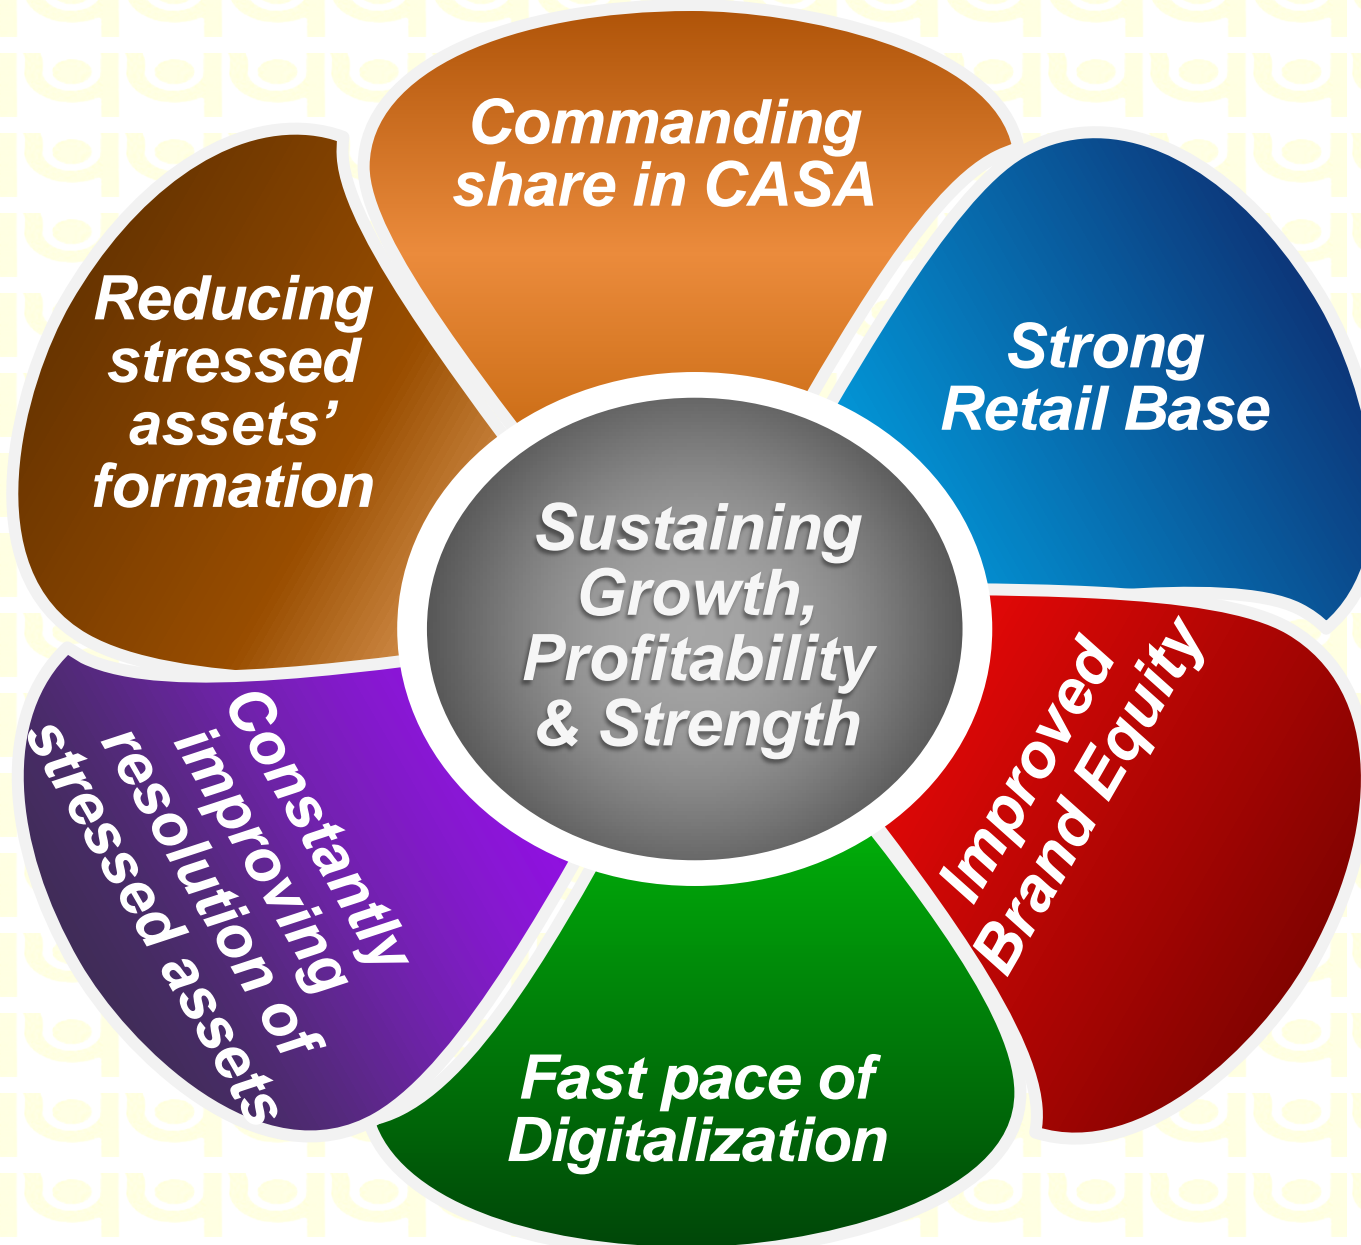 Commanding
share in CASA
Strong
Retail Base
Improved
Brand Equity
Fast pace of
Digitalization
Constantly
improving
resolution of
stressed assets
Reducing
stressed
assets’
formation
Sustaining
Growth,
Profitability
& Strength